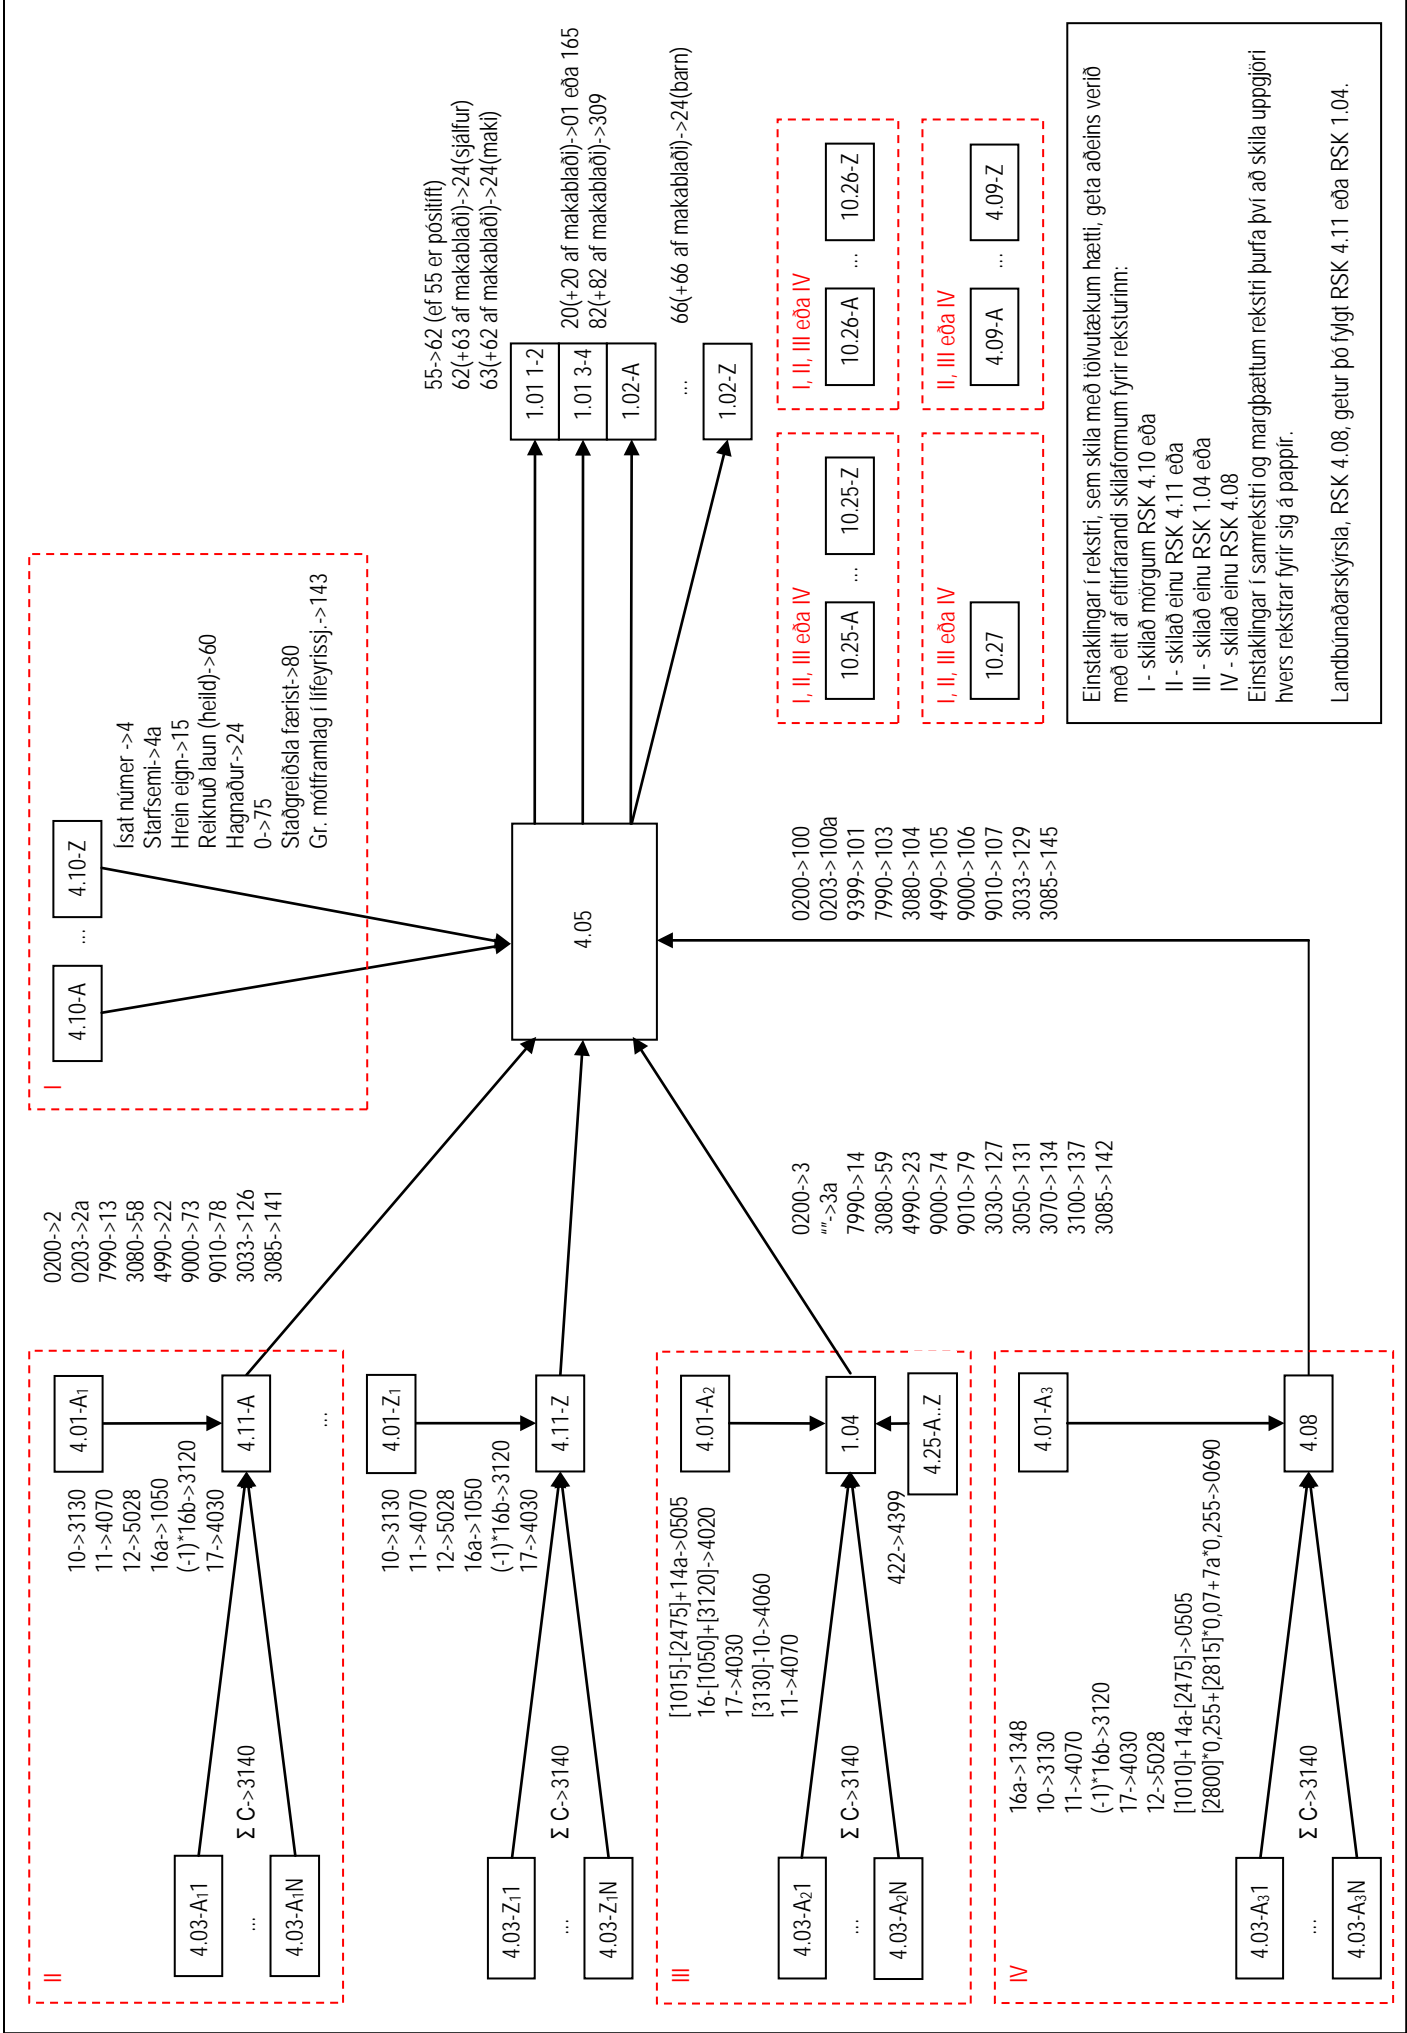 II
4.03-A₁1
...
4.03-A₁N
Σ C->3140
10->3130
11->4070
12->5028
16a->1050
(-1)*16b->3120
17->4030
4.01-A₁
4.11-A
...
0200->2
0203->2a
7990->13
3080->58
4990->22
9000->73
9010->78
3033->126
3085->141
4.03-Z₁1
...
4.03-Z₁N
Σ C->3140
10->3130
11->4070
12->5028
16a->1050
(-1)*16b->3120
17->4030
4.01-Z₁
4.11-Z
III
4.03-A₂1
...
4.03-A₂N
Σ C->3140
[1015]-[2475]+14a->0505
16-[1050]+[3120]->4020
17->4030
[3130]-10->4060
11->4070
4.01-A₂
1.04
4.25-A..Z
422->4399
0200->3
“”->3a
7990->14
3080->59
4990->23
9000->74
9010->79
3030->127
3050->131
3070->134
3100->137
3085->142
IV
4.03-A₃1
...
4.03-A₃N
Σ C->3140
16a->1348
10->3130
11->4070
(-1)*16b->3120
17->4030
12->5028
[1010]+14a-[2475]->0505
[2800]*0,255+[2815]*0,07+7a*0,255->0690
4.01-A₃
4.08
0200->100
0203->100a
9399->101
7990->103
3080->104
4990->105
9000->106
9010->107
3033->129
3085->145
I
4.10-A
...
4.10-Z
Ísat númer ->4
Starfsemi->4a
Hrein eign->15
Reiknuð laun (heild)->60
Hagnaður->24
0->75
Staðgreiðsla færist->80
Gr. mótframlag í lífeyrissj.->143
4.05
55->62 (ef 55 er pósitíft)
62(+63 af makablaði)->24(sjálfur)
63(+62 af makablaði)->24(maki)
1.01 1-2
1.01 3-4
1.02-A
...
1.02-Z
20(+20 af makablaði)->01 eða 165
82(+82 af makablaði)->309
66(+66 af makablaði)->24(barn)
I, II, III eða IV
10.25-A
...
10.25-Z
I, II, III eða IV
10.26-A
...
10.26-Z
I, II, III eða IV
10.27
II, III eða IV
4.09-A
...
4.09-Z
Einstaklingar í rekstri, sem skila með tölvutækum hætti, geta aðeins verið
með eitt af eftirfarandi skilaformum fyrir reksturinn:
I - skilað mörgum RSK 4.10 eða
II - skilað einu RSK 4.11 eða
III - skilað einu RSK 1.04 eða
IV - skilað einu RSK 4.08
Einstaklingar í samrekstri og margþættum rekstri þurfa því að skila uppgjöri
hvers rekstrar fyrir sig á pappír.
Landbúnaðarskýrsla, RSK 4.08, getur þó fylgt RSK 4.11 eða RSK 1.04.